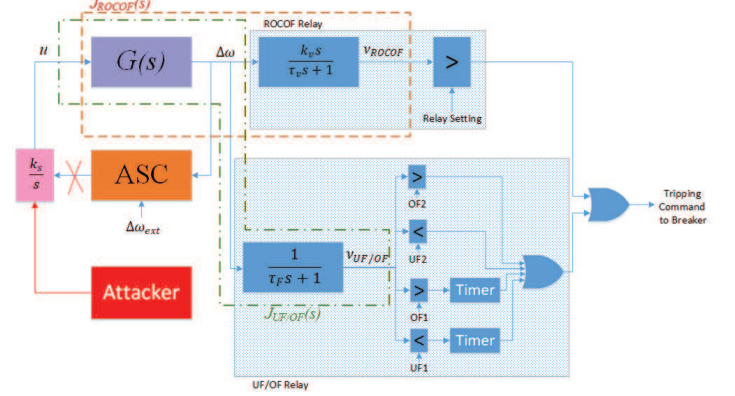 J_ROCOF(s)
ROCOF Relay
u
G(s)
Δω
k_v s
τ_v s + 1
v_ROCOF
>
Relay Setting
k_s
s
ASC
Δω_ext
Attacker
1
τ_F s + 1
v_UF/OF
J_UF/OF(s)
>
OF2
<
UF2
>
OF1
Timer
<
UF1
Timer
UF/OF Relay
Tripping
Command
to Breaker